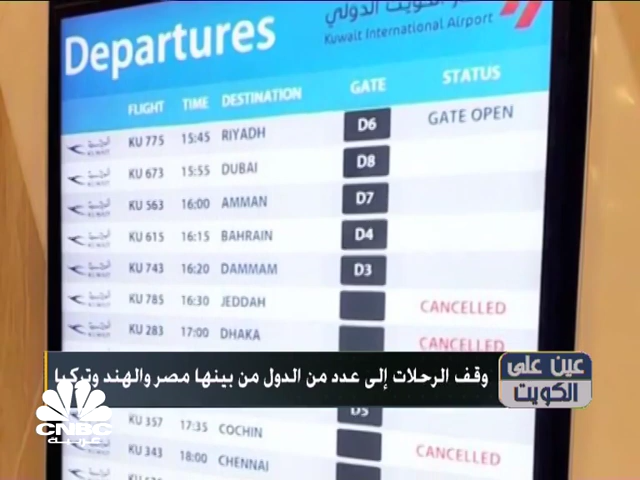 Departures
الكويت الدولي
Kuwait International Airport
FLIGHT TIME DESTINATION GATE STATUS
KU 775 15:45 RIYADH D6 GATE OPEN
KU 673 15:55 DUBAI D8
KU 563 16:00 AMMAN D7
KU 615 16:15 BAHRAIN D4
KU 743 16:20 DAMMAM D3
KU 785 16:30 JEDDAH CANCELLED
KU 283 17:00 DHAKA CANCELLED
وقف الرحلات إلى عدد من الدول من بينها مصر والهند وتركيا
عين على
الكويت
D5
KU 357 17:35 COCHIN
KU 343 18:00 CHENNAI CANCELLED
CNBC
عربية